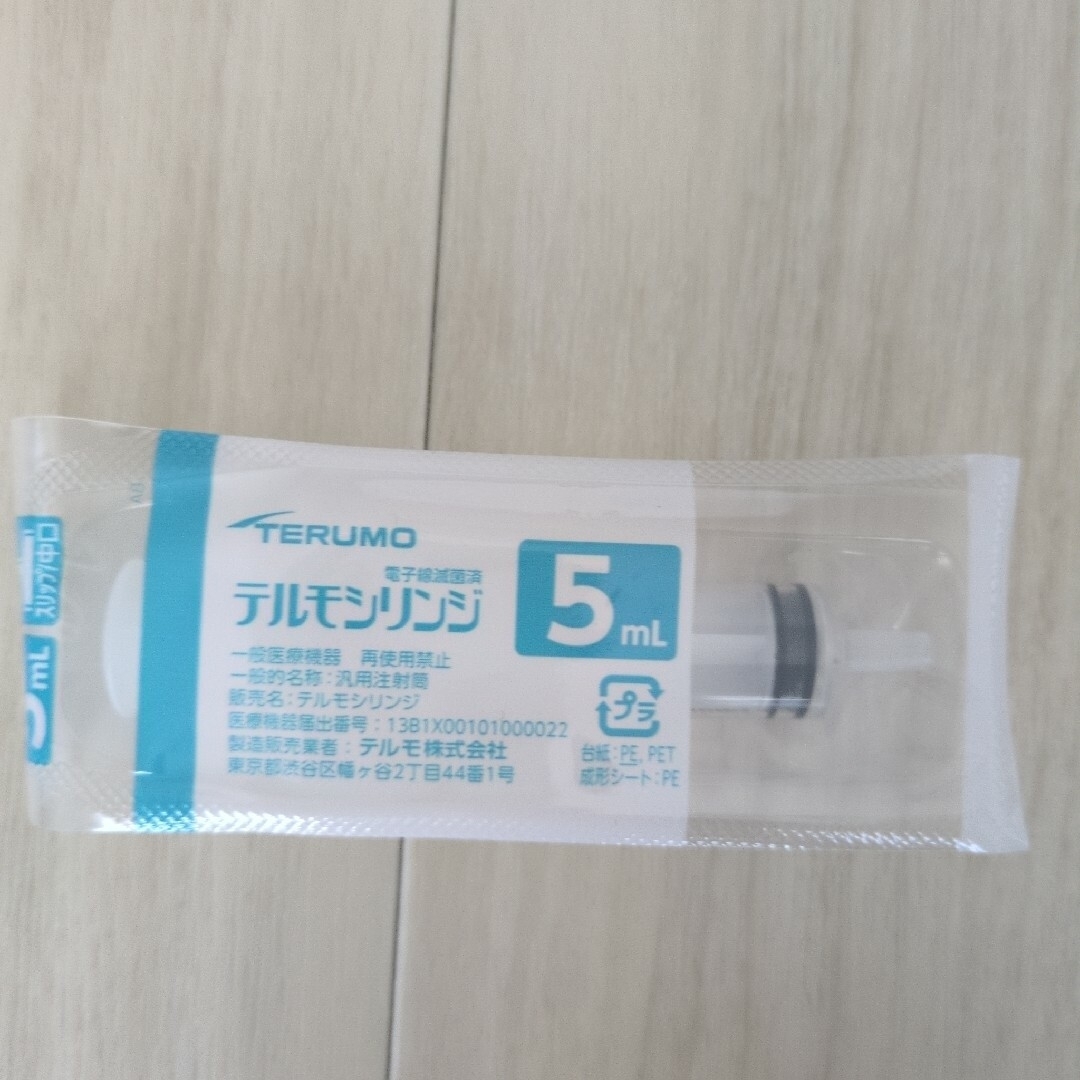 TERUMO
電子線滅菌済
テルモシリンジ
5 mL
一般医療機器 再使用禁止
一般的名称:汎用注射筒
販売名:テルモシリンジ
医療機器届出番号:13B1X00101000022
製造販売業者:テルモ株式会社
東京都渋谷区幡ヶ谷2丁目44番1号
プラ
台紙:PE, PET
成形シート:PE
スリップ/中口
5 mL